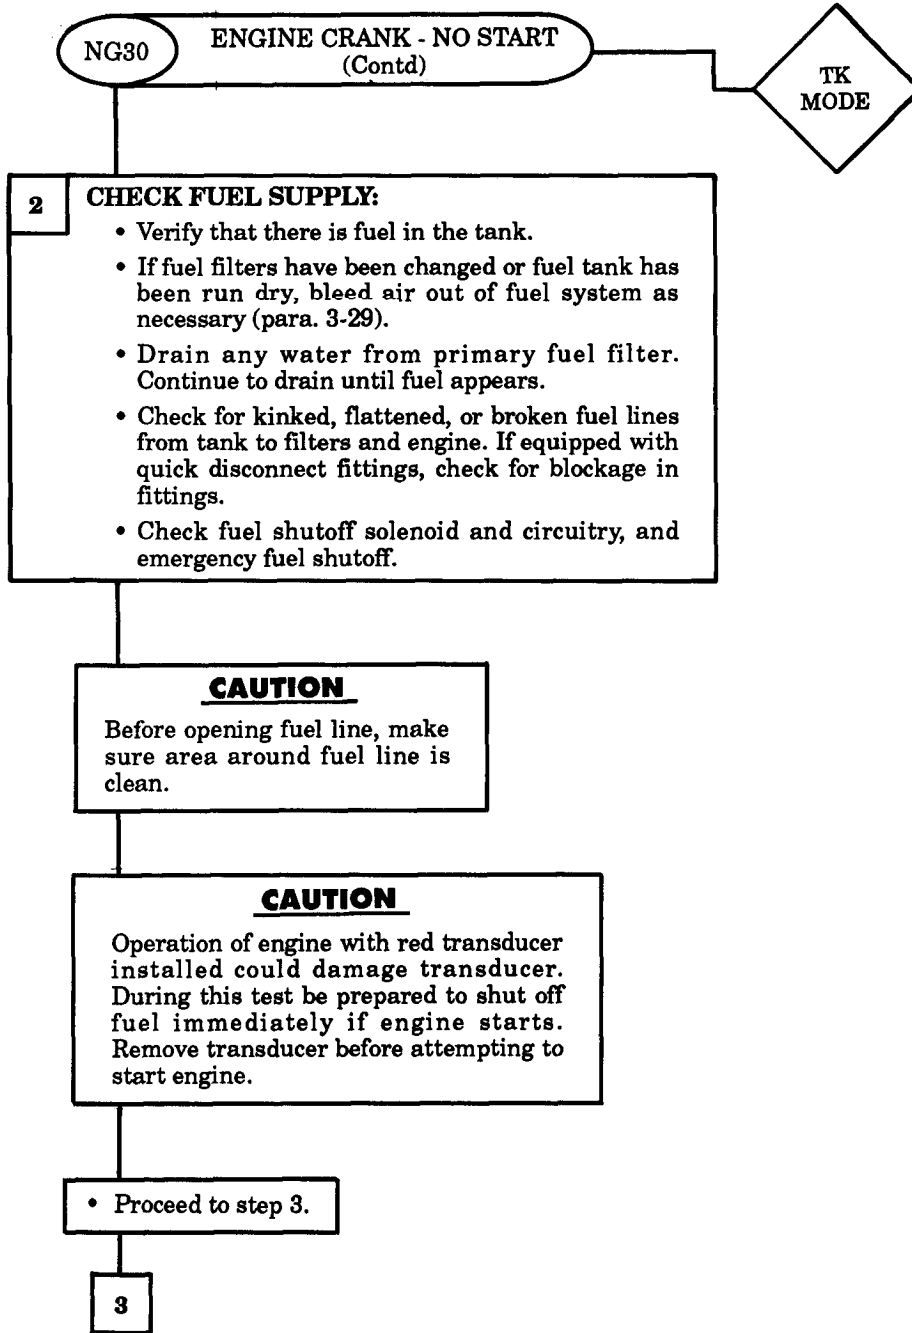 NG30
ENGINE CRANK - NO START
(Contd)
TK
MODE
2
CHECK FUEL SUPPLY:
• Verify that there is fuel in the tank.
• If fuel filters have been changed or fuel tank has
been run dry, bleed air out of fuel system as
necessary (para. 3-29).
• Drain any water from primary fuel filter.
Continue to drain until fuel appears.
• Check for kinked, flattened, or broken fuel lines
from tank to filters and engine. If equipped with
quick disconnect fittings, check for blockage in
fittings.
• Check fuel shutoff solenoid and circuitry, and
emergency fuel shutoff.
CAUTION
Before opening fuel line, make
sure area around fuel line is
clean.
CAUTION
Operation of engine with red transducer
installed could damage transducer.
During this test be prepared to shut off
fuel immediately if engine starts.
Remove transducer before attempting to
start engine.
• Proceed to step 3.
3